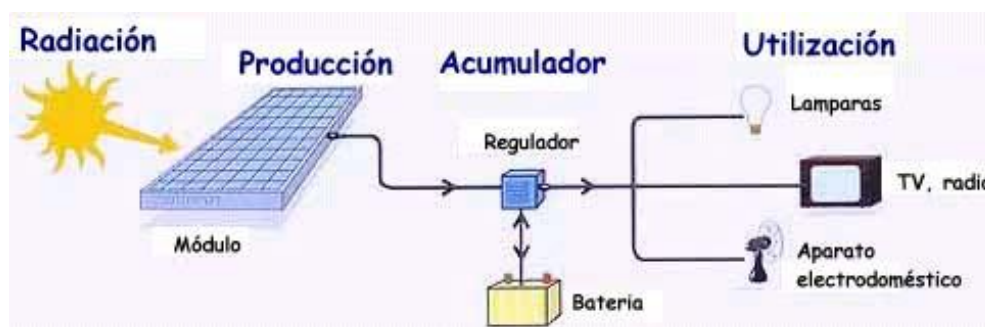 Radiación
Producción
Acumulador
Utilización
Lamparas
Regulador
TV, radio
Módulo
Aparato
electrodoméstico
Bateria